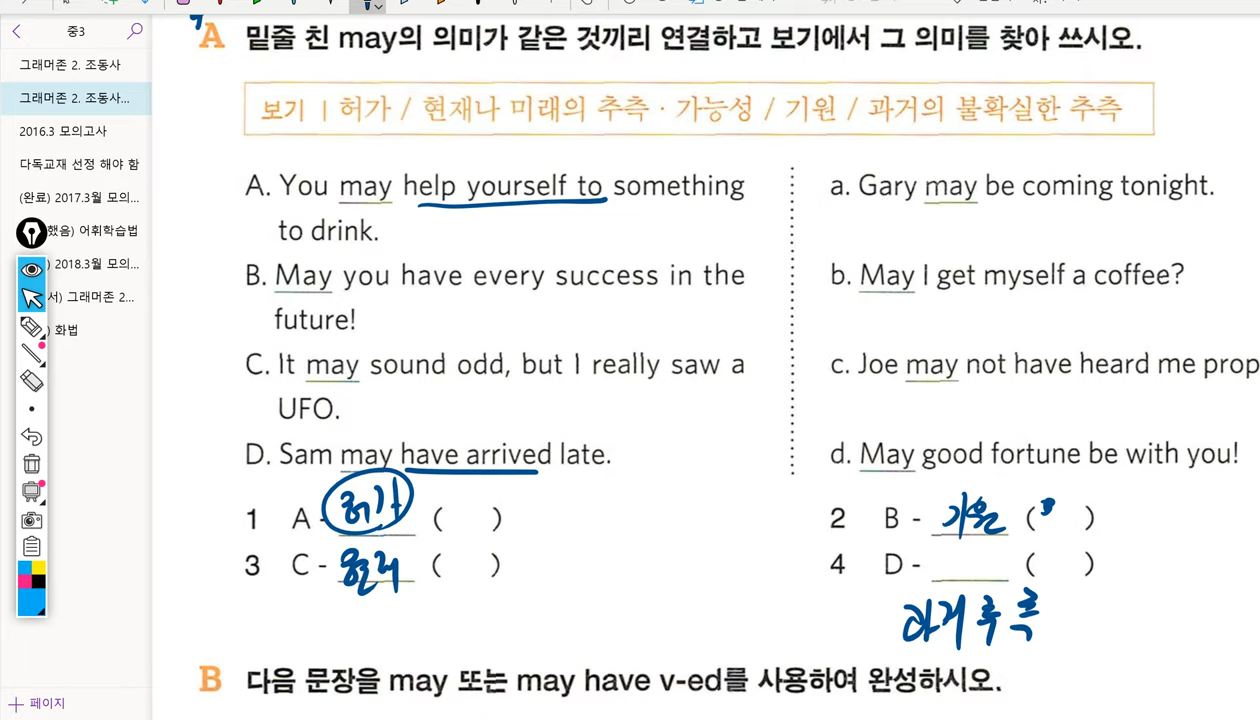 중3
그래머존 2. 조동사
그래머존 2. 조동사...
2016.3 모의고사
다독교재 선정 해야 함
(완료) 2017.3월 모의...
했음) 어휘학습법
) 2018.3월 모의...
서) 그래머존 2...
) 화법
페이지
A 밑줄 친 may의 의미가 같은 것끼리 연결하고 보기에서 그 의미를 찾아 쓰시오.
보기 | 허가 / 현재나 미래의 추측 · 가능성 / 기원 / 과거의 불확실한 추측
A. You may help yourself to something
to drink.
B. May you have every success in the
future!
C. It may sound odd, but I really saw a
UFO.
D. Sam may have arrived late.
a. Gary may be coming tonight.
b. May I get myself a coffee?
c. Joe may not have heard me prop
d. May good fortune be with you!
1 A - 허가 ( )
2 B - 기원 ( )
3 C - ( )
4 D - ( )
과거 추측
B 다음 문장을 may 또는 may have v-ed를 사용하여 완성하시오.